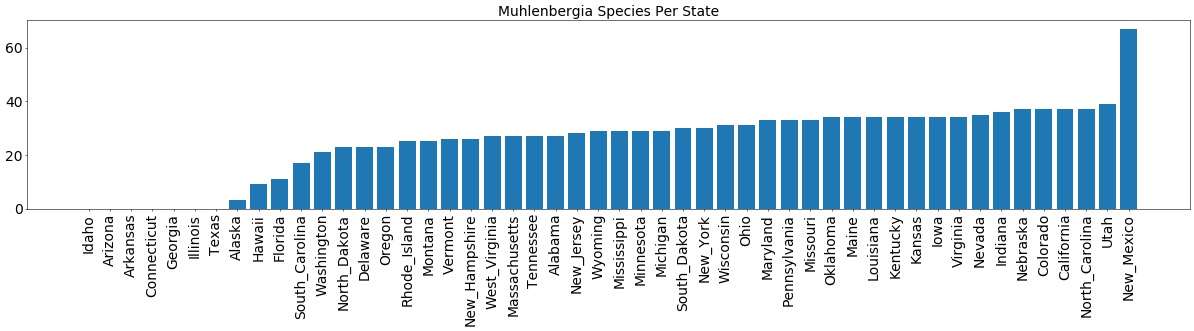 Muhlenbergia Species Per State
60
40
20
0
Idaho
Arizona
Arkansas
Connecticut
Georgia
Illinois
Texas
Alaska
Hawaii
Florida
South_Carolina
Washington
North_Dakota
Delaware
Oregon
Rhode_Island
Montana
Vermont
New_Hampshire
West_Virginia
Massachusetts
Tennessee
Alabama
New_Jersey
Wyoming
Mississippi
Minnesota
Michigan
South_Dakota
New_York
Wisconsin
Ohio
Maryland
Pennsylvania
Missouri
Oklahoma
Maine
Louisiana
Kentucky
Kansas
Iowa
Virginia
Nevada
Indiana
Nebraska
Colorado
California
North_Carolina
Utah
New_Mexico